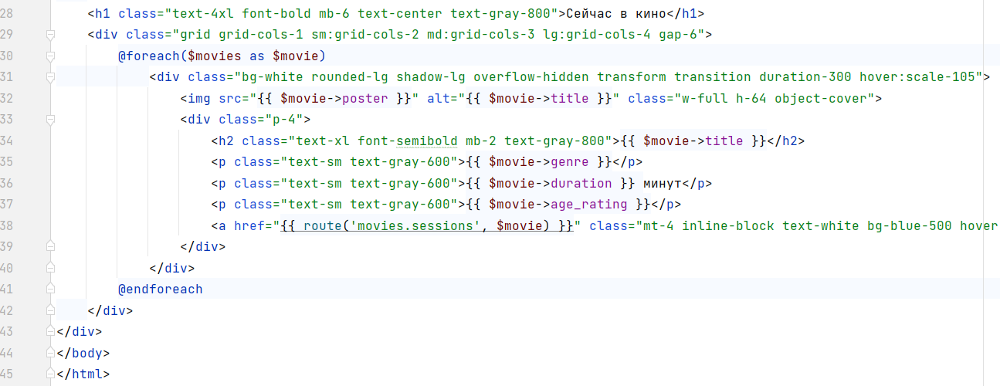 28 <h1 class="text-4xl font-bold mb-6 text-center text-gray-800">Сейчас в кино</h1>
29 <div class="grid grid-cols-1 sm:grid-cols-2 md:grid-cols-3 lg:grid-cols-4 gap-6">
30 @foreach($movies as $movie)
31 <div class="bg-white rounded-lg shadow-lg overflow-hidden transform transition duration-300 hover:scale-105">
32 <img src="{{ $movie->poster }}" alt="{{ $movie->title }}" class="w-full h-64 object-cover">
33 <div class="p-4">
34 <h2 class="text-xl font-semibold mb-2 text-gray-800">{{ $movie->title }}</h2>
35 <p class="text-sm text-gray-600">{{ $movie->genre }}</p>
36 <p class="text-sm text-gray-600">{{ $movie->duration }} минут</p>
37 <p class="text-sm text-gray-600">{{ $movie->age_rating }}</p>
38 <a href="{{ route('movies.sessions', $movie) }}" class="mt-4 inline-block text-white bg-blue-500 hover
39 </div>
40 </div>
41 @endforeach
42 </div>
43 </div>
44 </body>
45 </html>